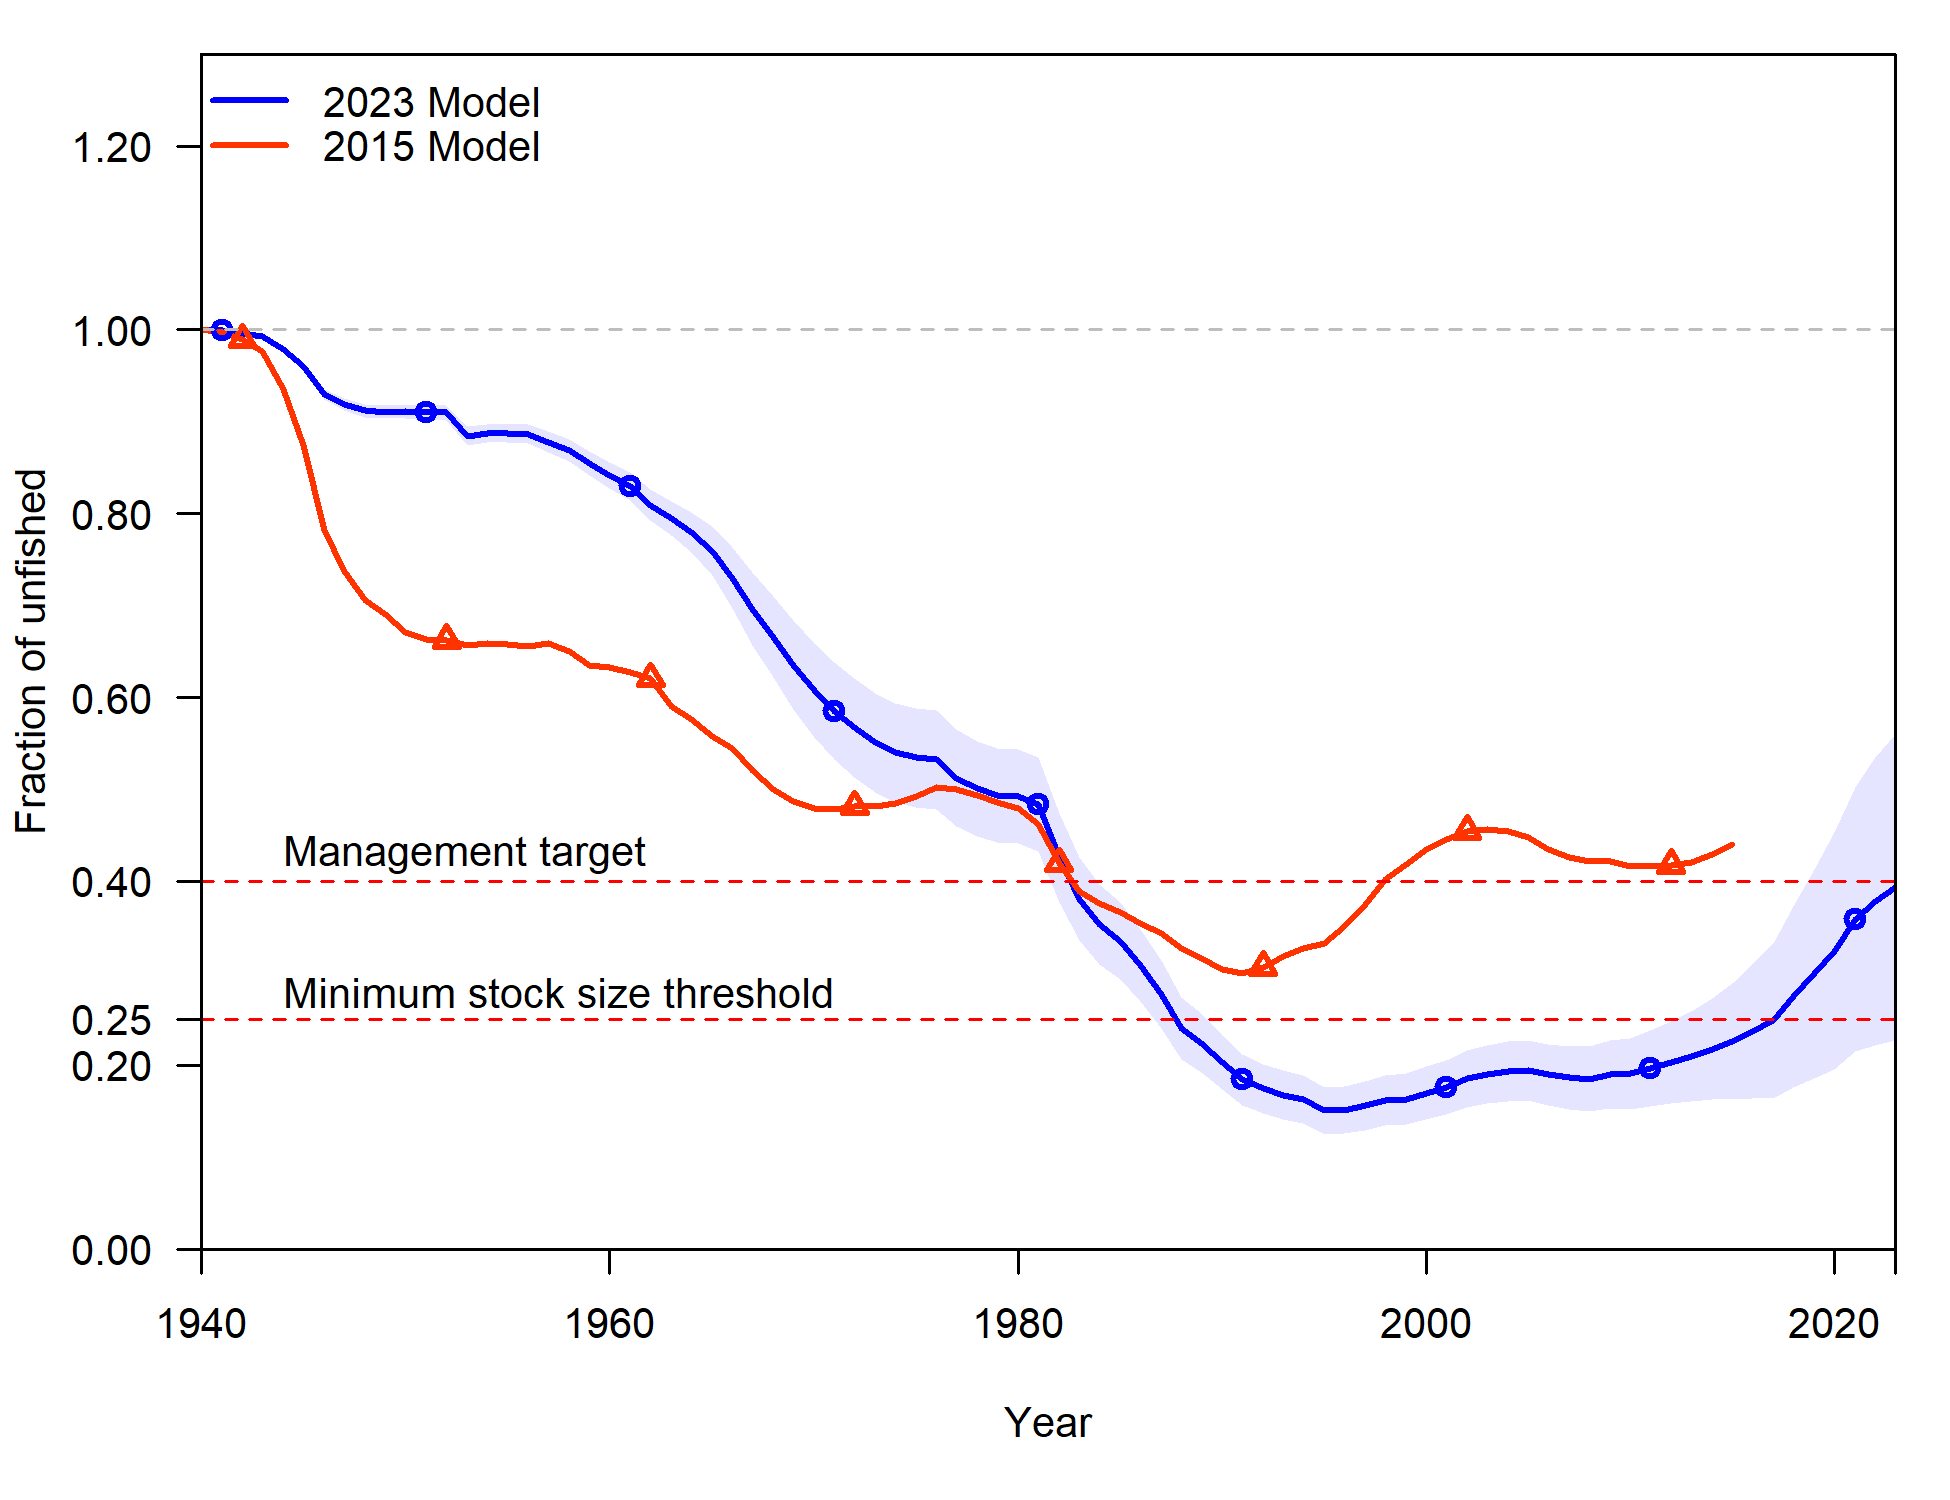 2023 Model
2015 Model
1.20
1.00
0.80
0.60
0.40
0.25
0.20
0.00
Fraction of unfished
Management target
Minimum stock size threshold
1940
1960
1980
2000
2020
Year